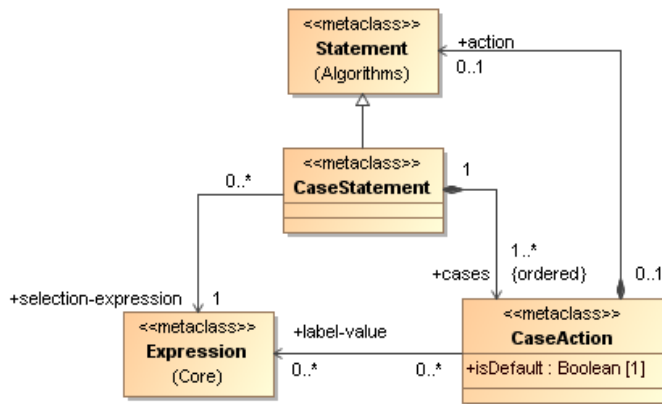 <<metaclass>>
Statement
(Algorithms)
+action
0..1
<<metaclass>>
CaseStatement
1
0..*
1..*
+cases {ordered}
0..1
+selection-expression 1
<<metaclass>>
Expression
(Core)
+label-value
0..* 0..*
<<metaclass>>
CaseAction
+isDefault : Boolean [1]